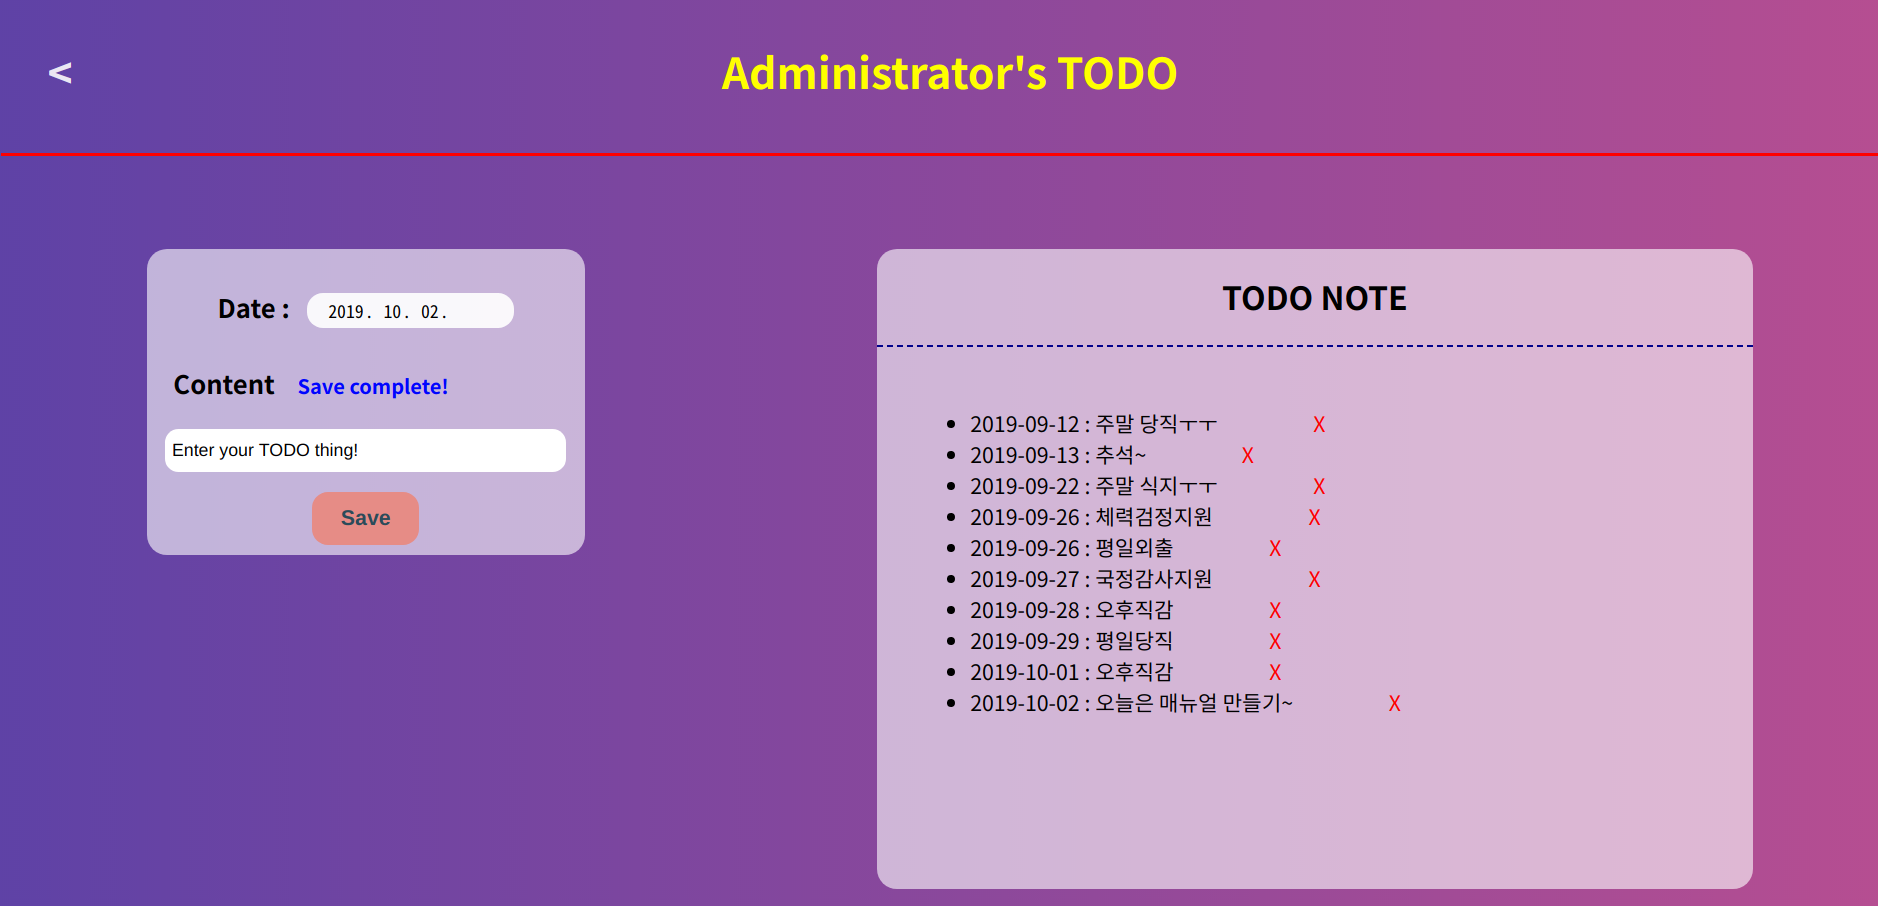 <
Administrator's TODO
Date : 2019. 10. 02.
Content Save complete!
Enter your TODO thing!
Save
TODO NOTE
2019-09-12 : 주말 당직ㅜㅜ X
2019-09-13 : 추석~ X
2019-09-22 : 주말 식지ㅜㅜ X
2019-09-26 : 체력검정지원 X
2019-09-26 : 평일외출 X
2019-09-27 : 국정감사지원 X
2019-09-28 : 오후직감 X
2019-09-29 : 평일당직 X
2019-10-01 : 오후직감 X
2019-10-02 : 오늘은 매뉴얼 만들기~ X